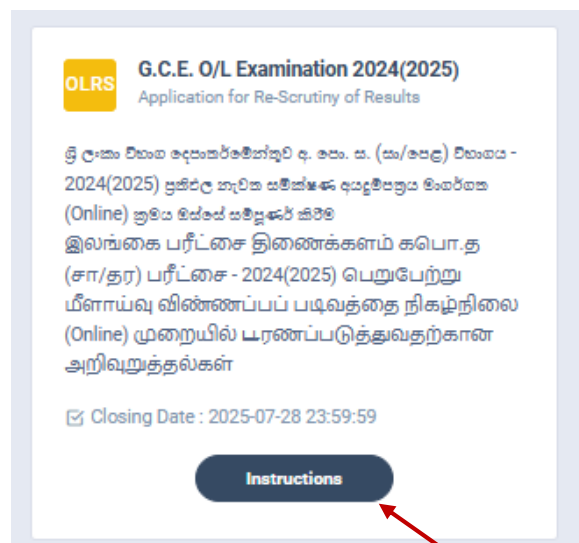 OLRS
G.C.E. O/L Examination 2024(2025)
Application for Re-Scrutiny of Results
ශ්‍රී ලංකා විභාග දෙපාර්තමේන්තුව අ. පො. ස. (සා/පෙළ) විභාගය -
2024(2025) ප්‍රතිඵල නැවත සමීක්ෂණ අයදුම්පත්‍රය මාර්ගගත
(Online) ක්‍රමය ඔස්සේ සම්පූර්ණ කිරීම
இலங்கை பரீட்சை திணைக்களம் கபொ.த
(சா/தர) பரீட்சை - 2024(2025) பெறுபேற்று
மீளாய்வு விண்ணப்பப் படிவத்தை நிகழ்நிலை
(Online) முறையில் பூரணப்படுத்துவதற்கான
அறிவுறுத்தல்கள்
Closing Date : 2025-07-28 23:59:59
Instructions